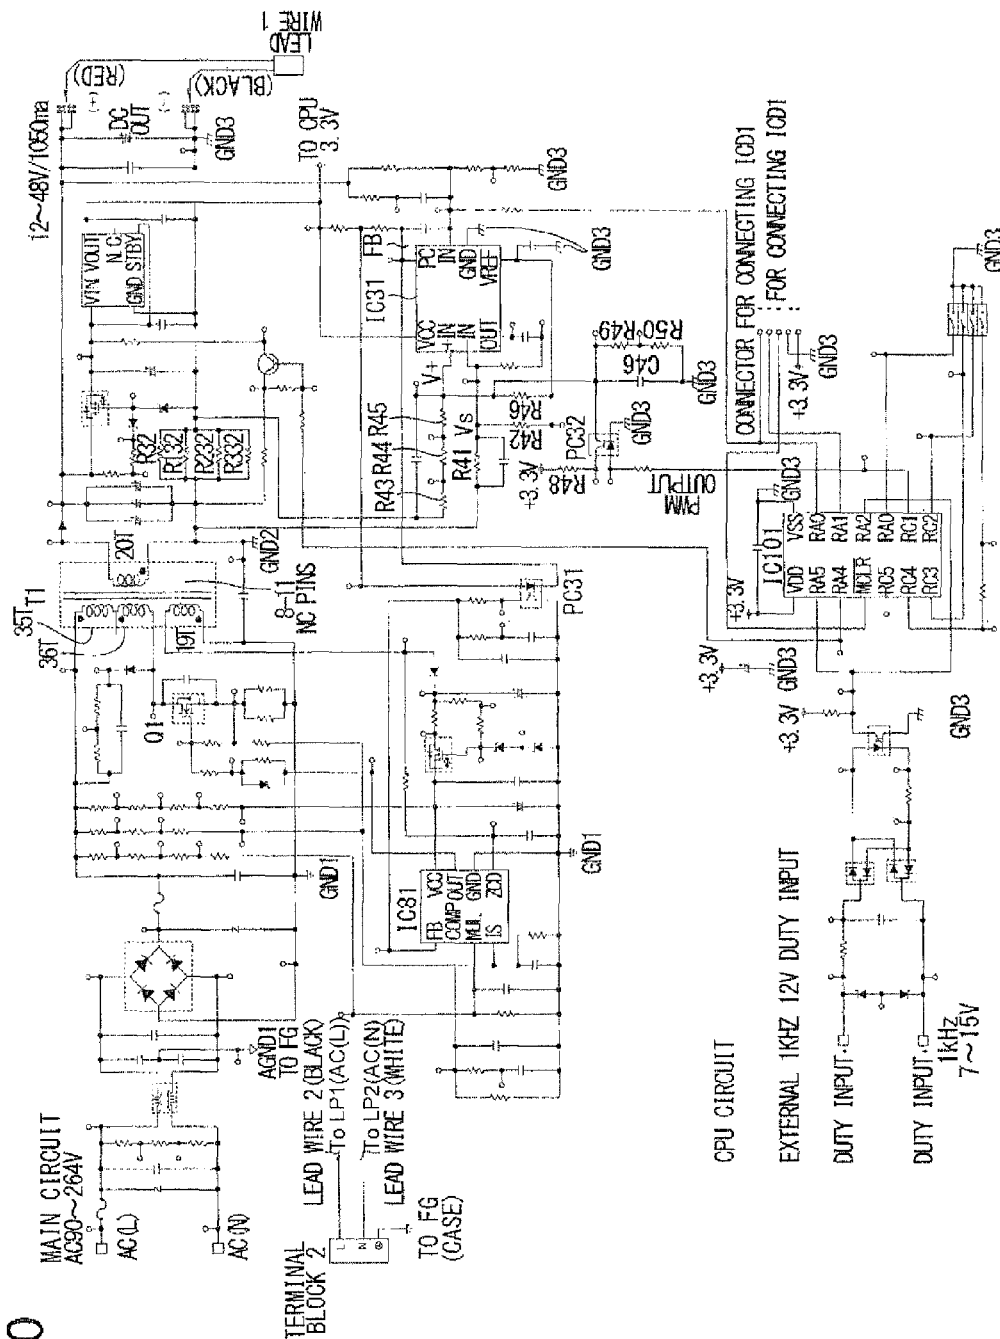 MAIN CIRCUIT
AC90~264V
AC(L)
AC(N)
TERMINAL
BLOCK 2
L
N
LEAD WIRE 2(BLACK)
To LP1(AC(L))
To LP2(AC(N)
LEAD WIRE 3(WHITE)
TO FG
(CASE)
AGND1
TO FG
GND1
35T
T1
36T
19T
20T
Q1
8~11
NC PINS
GND2
IC81
FB
VCC
COMP
OUT
MUL
GND
IS
ZCD
GND1
PC31
R32
R132
R232
R332
VIN
VOUT
N.C
GND
STBY
12~48V/1050ma
DC
OUT
(RED)
(BLACK)
LEAD
WIRE 1
GND3
TO CPU
3.3V
IC31
FB
VCC
PC
IN
IN
IN
GND
OUT
VREF
GND3
GND3
V+
Vs
R43
R44
R45
R41
R42
R46
+3.3V
R48
PC32
GND3
C46
R50
R49
GND3
PWM
OUTPUT
CPU CIRCUIT
EXTERNAL 1KHZ 12V DUTY INPUT
DUTY INPUT
DUTY INPUT
1kHz
7~15V
+3.3V
GND3
+3.3V
GND3
+3.3V
IC101
VDD
VSS
RA5
RA0
RA4
RA1
MCLR
RA2
RC5
RA0
RC4
RC1
RC3
RC2
GND3
CONNECTOR FOR CONNECTING ICD1
: FOR CONNECTING ICD1
+3.3V
GND3
GND3